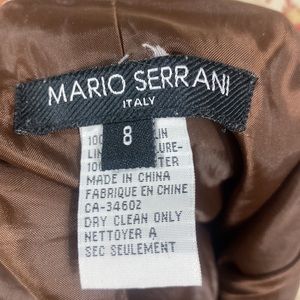 MARIO SERRANI
ITALY
8
MADE IN CHINA
FABRIQUE EN CHINE
CA-34602
DRY CLEAN ONLY
NETTOYER A
SEC SEULEMENT